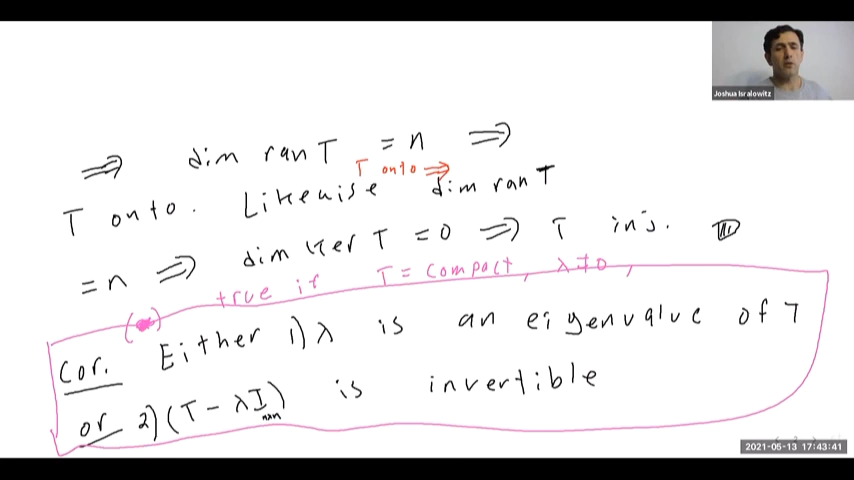 Joshua Isralowitz
⇒ dim ran T = n ⇒
T onto ⇒
T onto. Likewise dim ran T
= n ⇒ dim ker T = 0 ⇒ T inj.
true if T = compact, λ≠0,
(*)
Cor. Either 1) λ is an eigenvalue of T
or 2) (T - λI) is invertible
nxn
2021-05-13 17:43:41